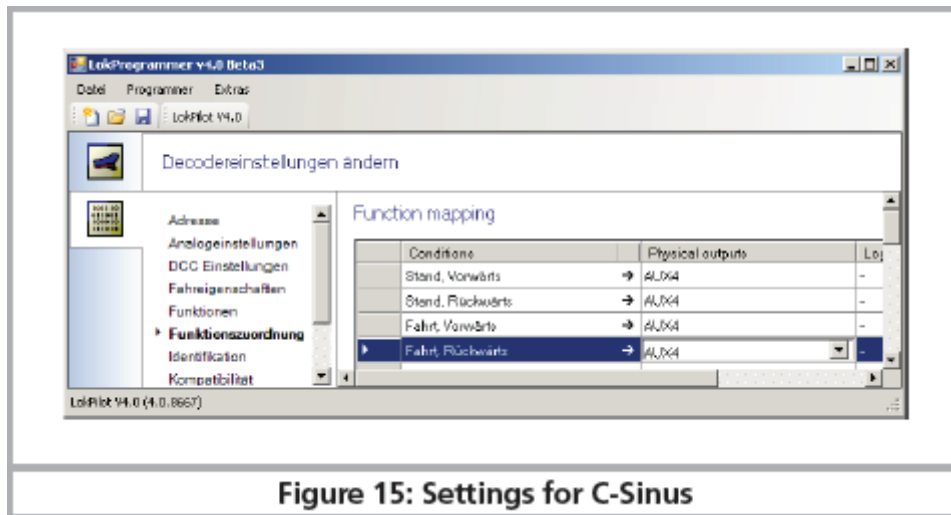 LokProgrammer v4.0 Beta3
Datei Programmer Extras
LokPilot V4.0
Decodereinstellungen ändern
Function mapping
Adresse
Analogeinstellungen
DCC Einstellungen
Fahreigenschaften
Funktionen
Funktionszuordnung
Identifikation
Kompatibilität
Conditions Physical outputs Log
Stand, Vorwärts → AUX4 -
Stand, Rückwärts → AUX4 -
Fahrt, Vorwärts → AUX4 -
Fahrt, Rückwärts → AUX4 -
LokPilot V4.0 (4.0.8667)
Figure 15: Settings for C-Sinus